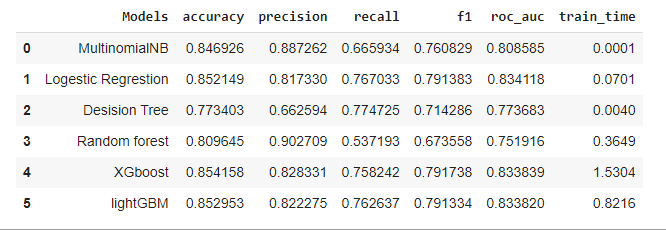 Models accuracy precision recall f1 roc_auc train_time
0 MultinomialNB 0.846926 0.887262 0.665934 0.760829 0.808585 0.0001
1 Logestic Regrestion 0.852149 0.817330 0.767033 0.791383 0.834118 0.0701
2 Desision Tree 0.773403 0.662594 0.774725 0.714286 0.773683 0.0040
3 Random forest 0.809645 0.902709 0.537193 0.673558 0.751916 0.3649
4 XGboost 0.854158 0.828331 0.758242 0.791738 0.833839 1.5304
5 lightGBM 0.852953 0.822275 0.762637 0.791334 0.833820 0.8216